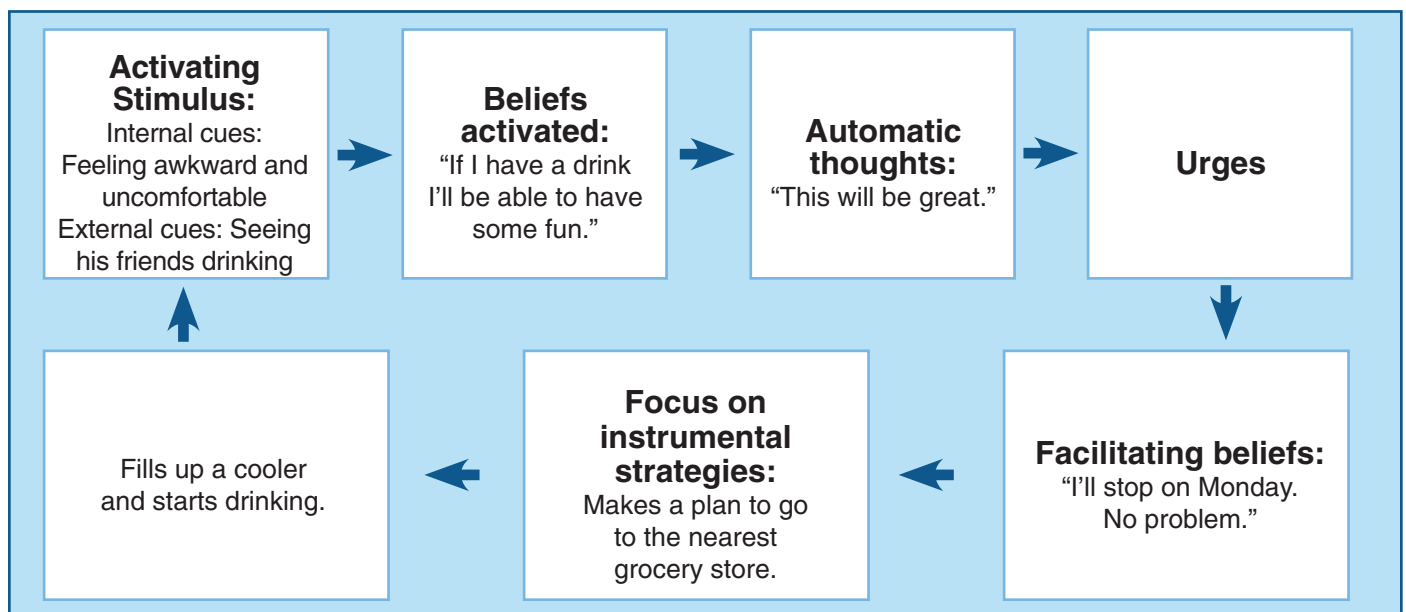 Activating
Stimulus:
Internal cues:
Feeling awkward and
uncomfortable
External cues: Seeing
his friends drinking
Beliefs
activated:
“If I have a drink
I’ll be able to have
some fun.”
Automatic
thoughts:
“This will be great.”
Urges
Facilitating beliefs:
“I’ll stop on Monday.
No problem.”
Focus on
instrumental
strategies:
Makes a plan to go
to the nearest
grocery store.
Fills up a cooler
and starts drinking.